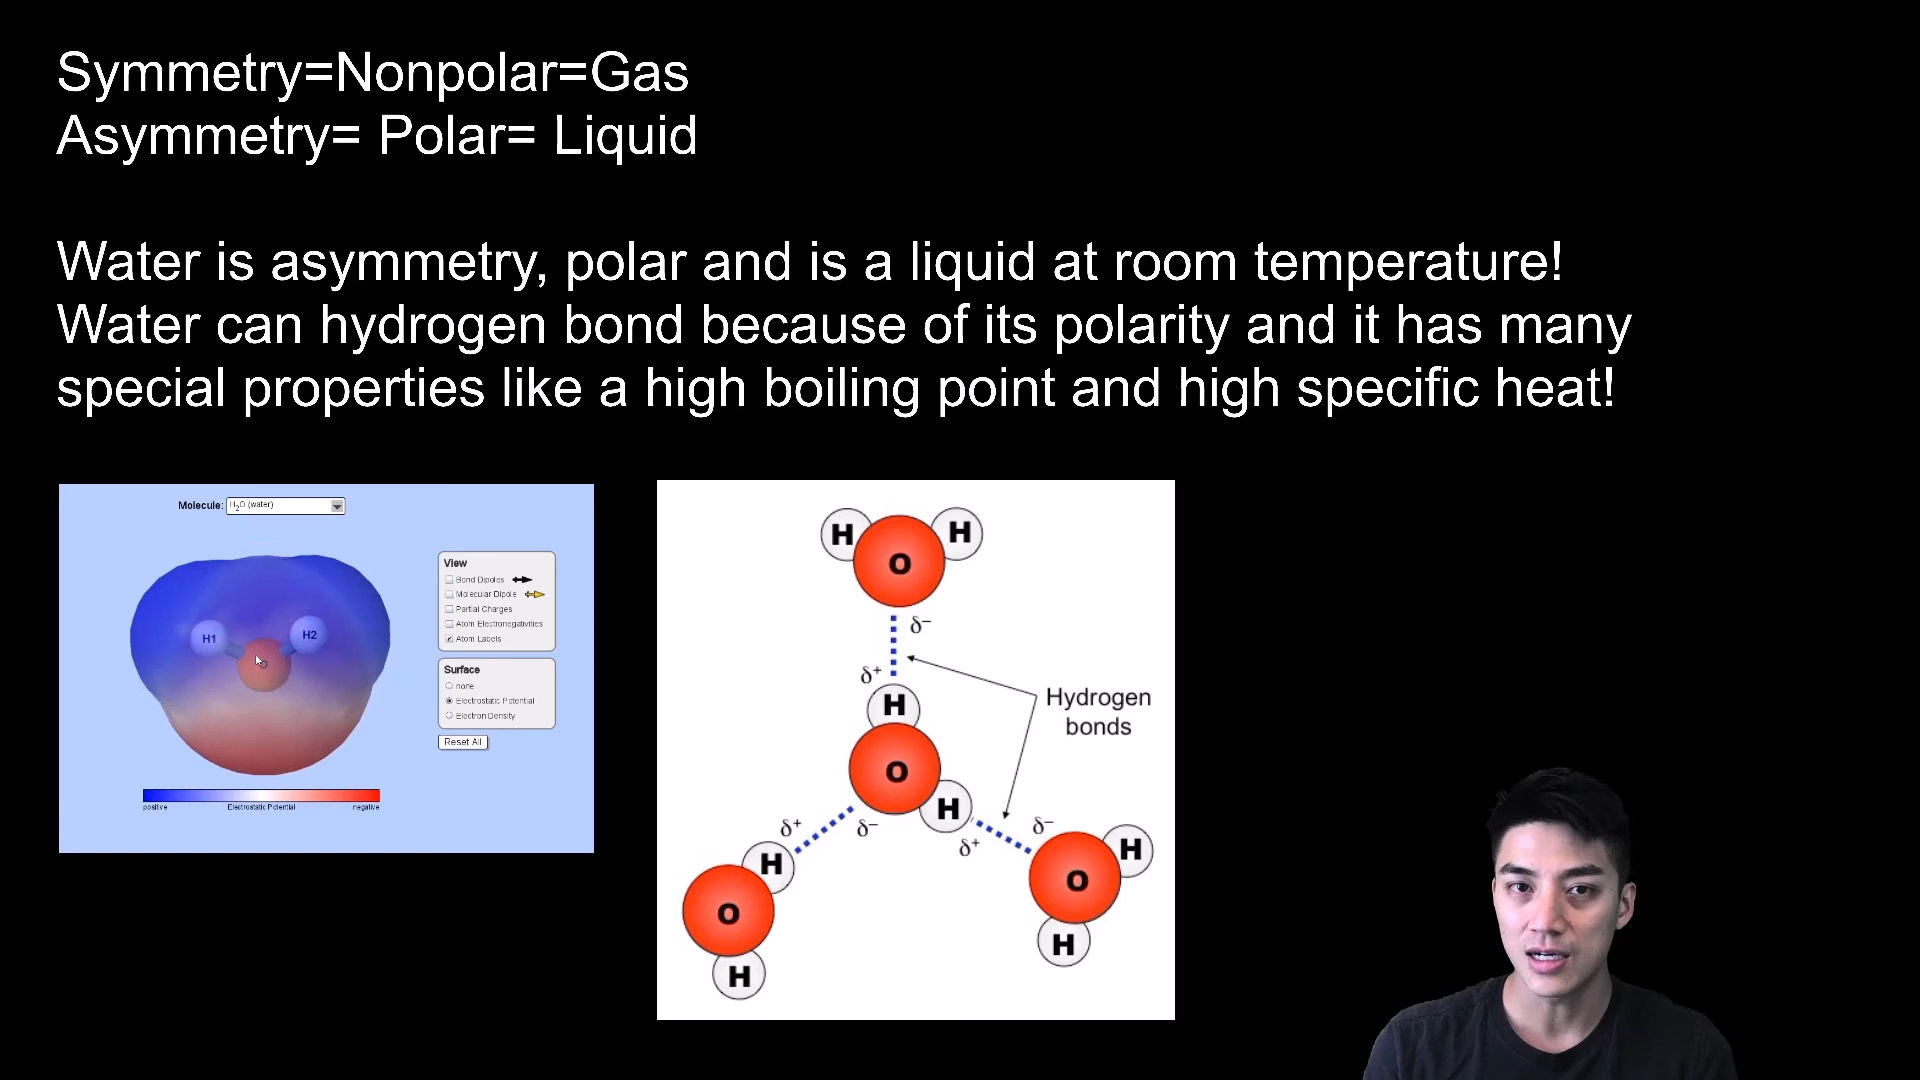 Symmetry=Nonpolar=Gas
Asymmetry= Polar= Liquid
Water is asymmetry, polar and is a liquid at room temperature!
Water can hydrogen bond because of its polarity and it has many
special properties like a high boiling point and high specific heat!
Molecule: H2O (water)
View
Bond Dipoles
Molecular Dipole
Partial Charges
Atom Electronegativities
Atom Labels
Surface
none
Electrostatic Potential
Electron Density
Reset All
H1
H2
positive
Electrostatic Potential
negative
H
O
H
δ−
δ+
H
O
H
Hydrogen
bonds
δ+
δ−
δ+
δ−
H
O
H
O
H
H